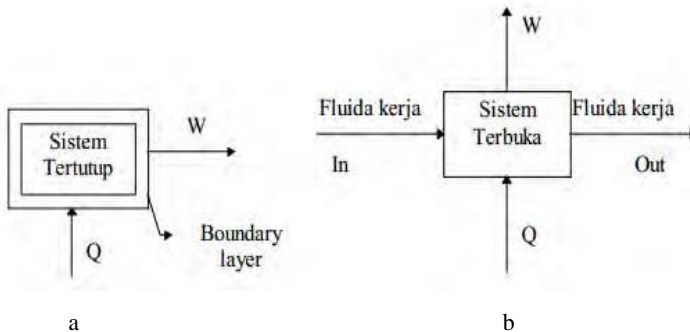 Sistem
Tertutup
W
Q
Boundary
layer
a
W
Fluida kerja
In
Sistem
Terbuka
Fluida kerja
Out
Q
b